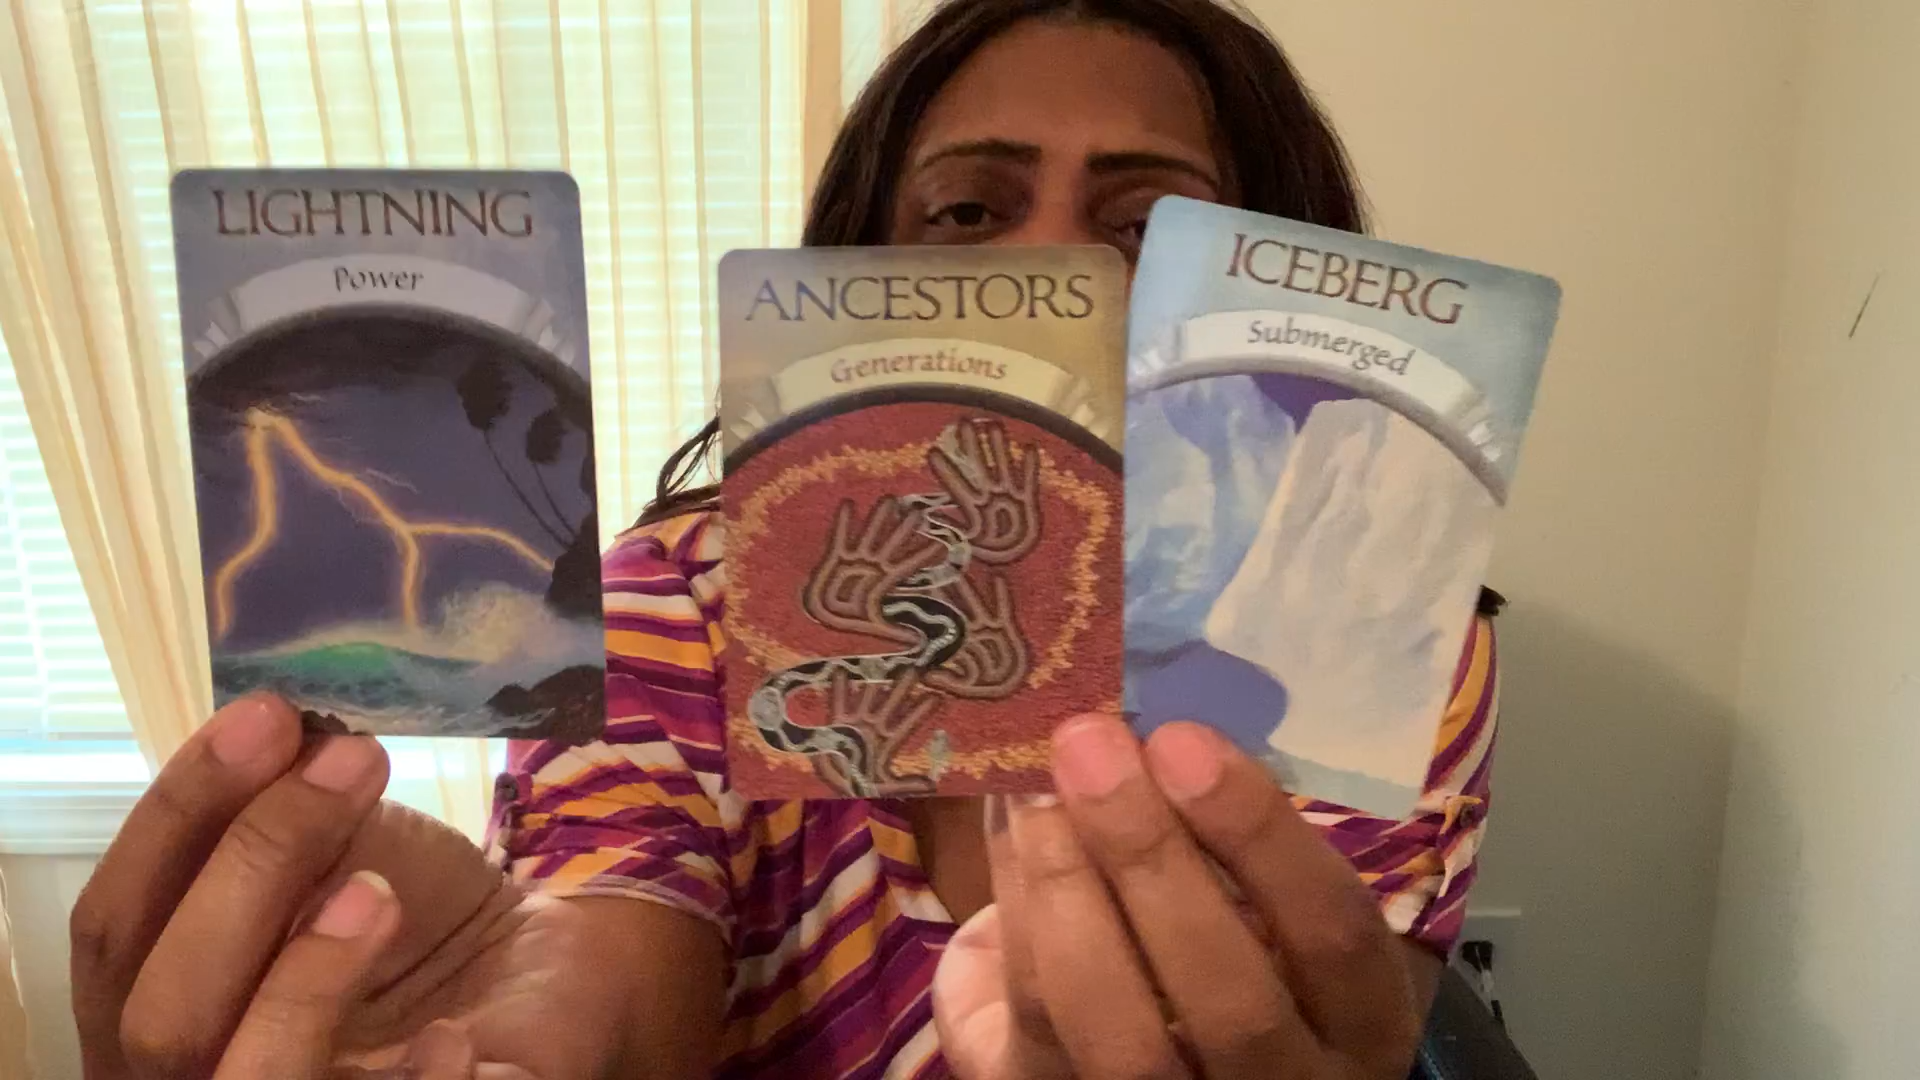 LIGHTNING
Power
ANCESTORS
Generations
ICEBERG
Submerged